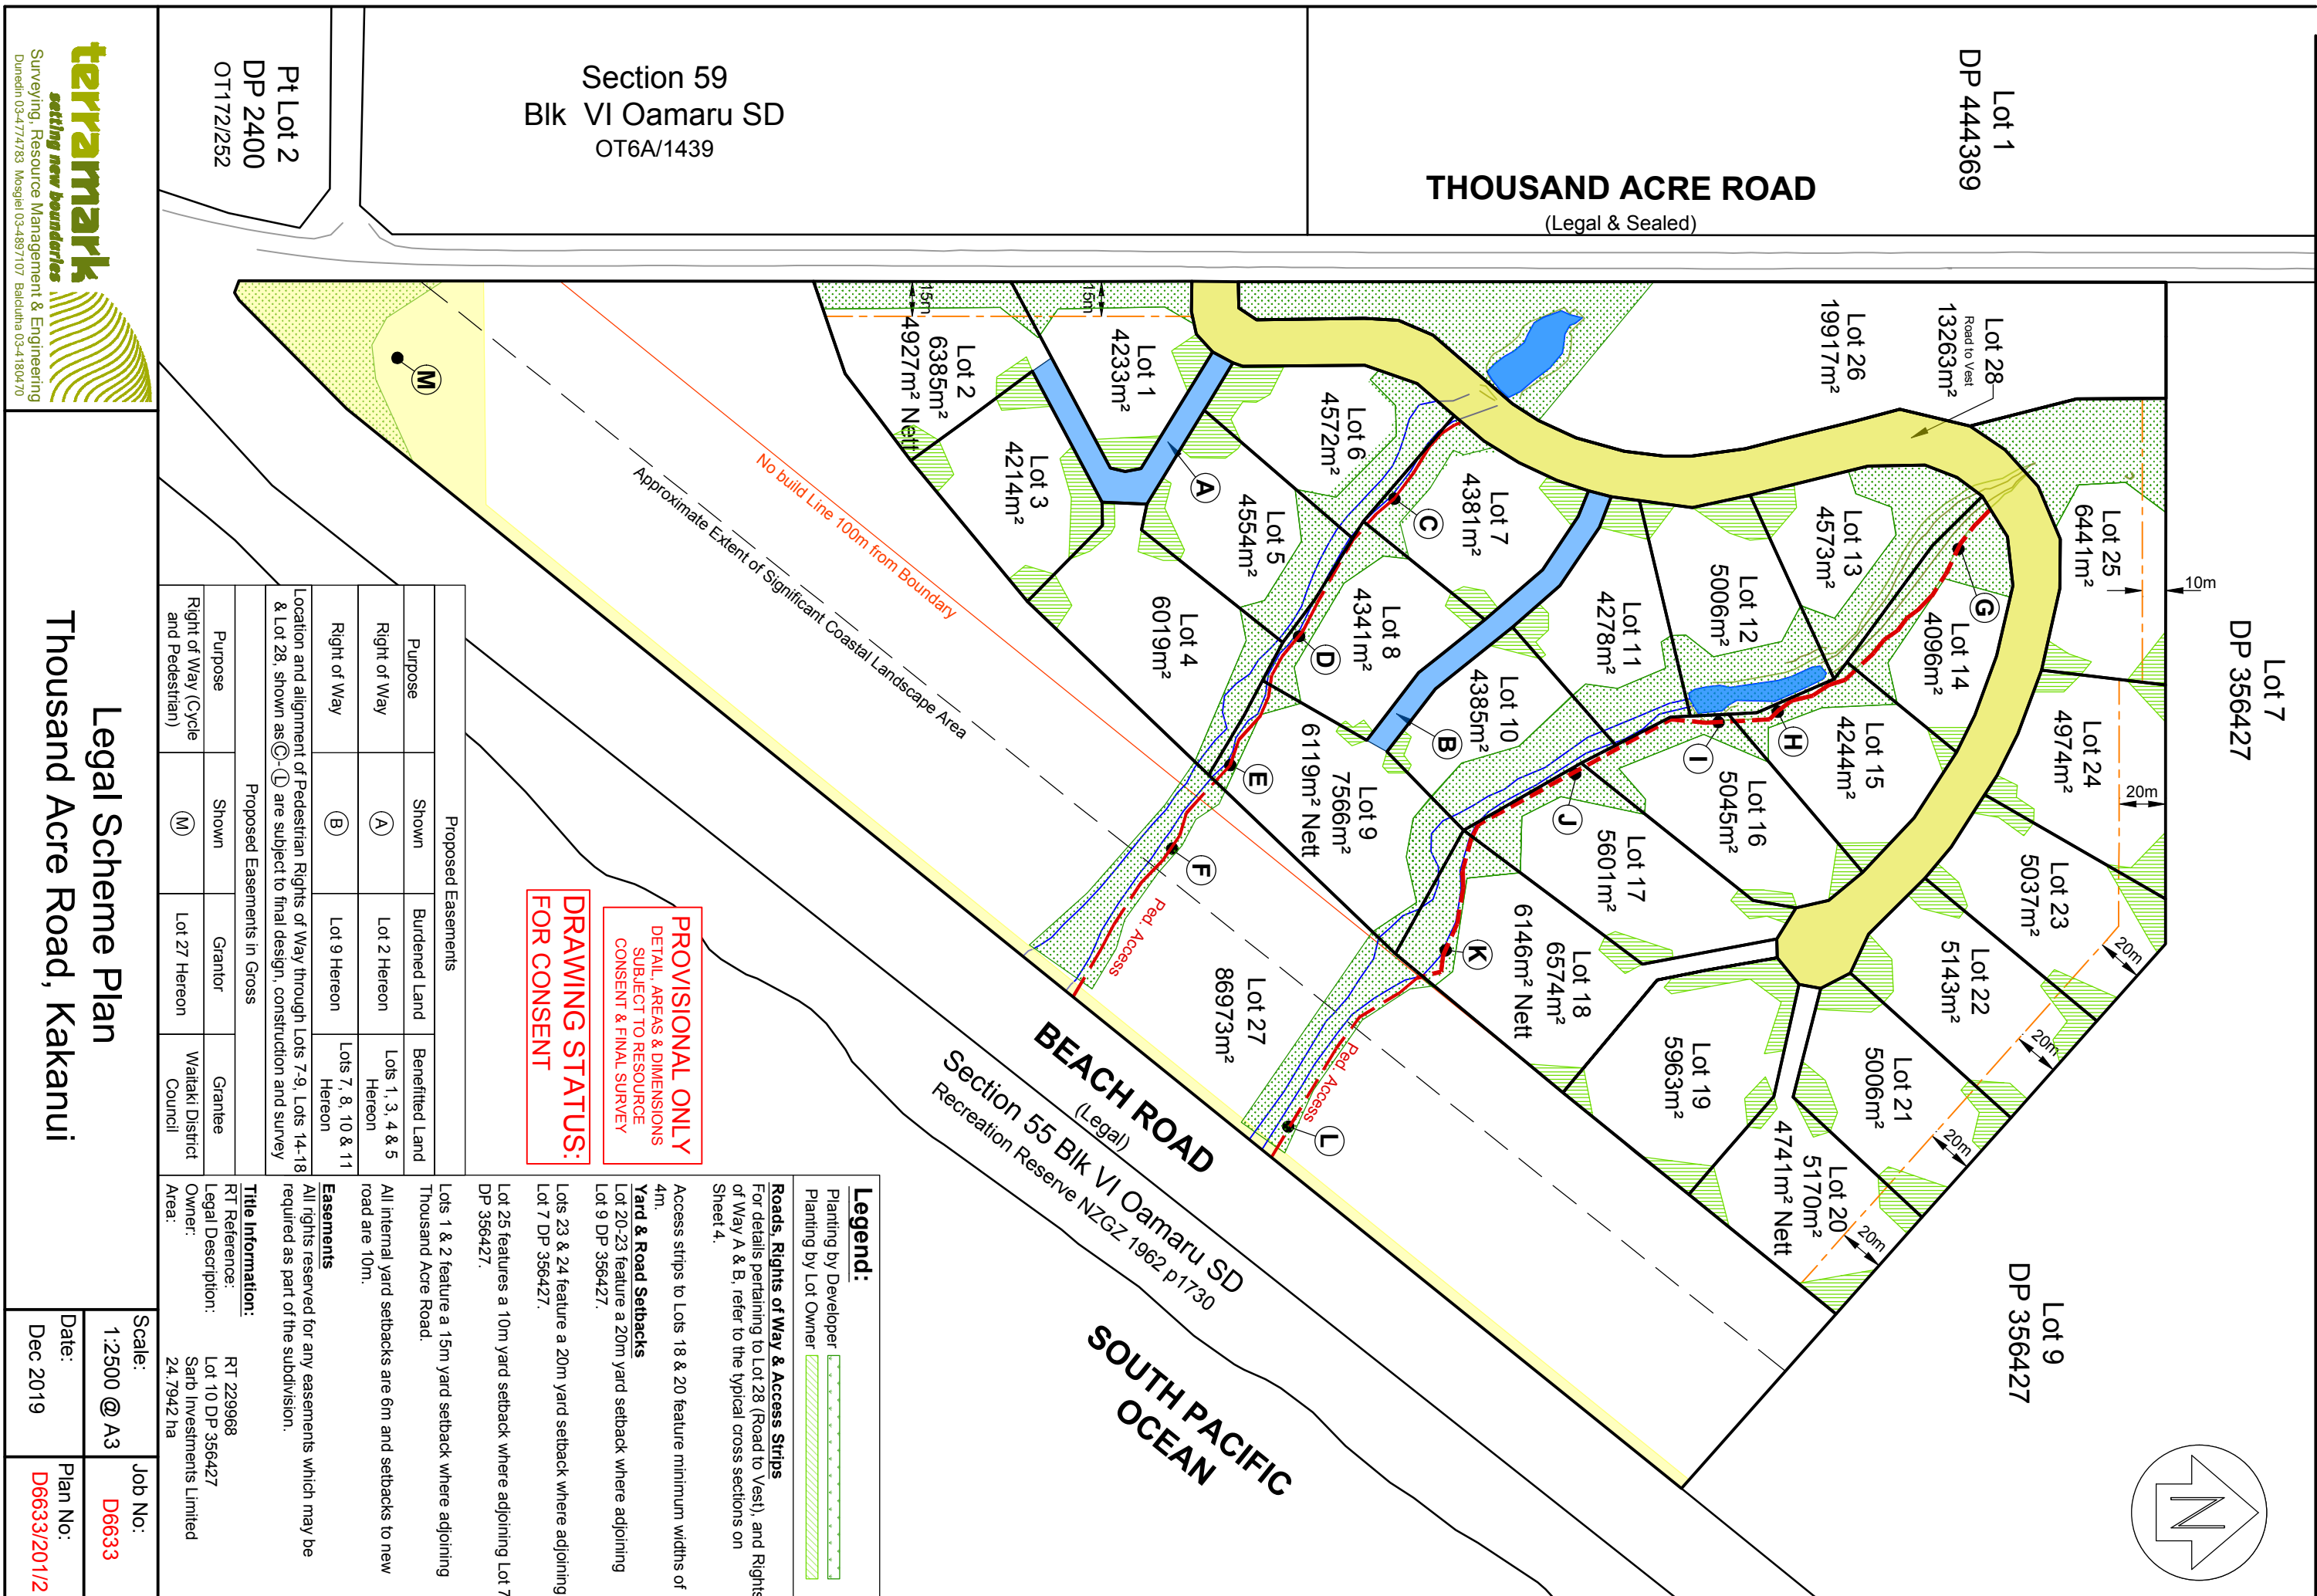 Lot 1
DP 444369
THOUSAND ACRE ROAD
(Legal & Sealed)
Section 59
Blk VI Oamaru SD
OT6A/1439
Pt Lot 2
DP 2400
OT172/252
Lot 7
DP 356427
Lot 9
DP 356427
Lot 28
Road to Vest
13263m²
Lot 26
19917m²
Lot 25
6441m²
10m
Lot 24
4974m²
20m
Lot 23
5037m²
20m
Lot 22
5143m²
20m
Lot 21
5006m²
20m
Lot 20
5170m²
4741m² Nett
20m
Lot 19
5963m²
Lot 18
6574m²
6146m² Nett
Lot 17
5601m²
Lot 16
5045m²
Lot 15
4244m²
Lot 14
4096m²
Lot 13
4573m²
Lot 12
5006m²
Lot 11
4278m²
Lot 10
4385m²
Lot 9
7566m²
6119m² Nett
Lot 8
4341m²
Lot 7
4381m²
Lot 6
4572m²
Lot 5
4554m²
Lot 4
6019m²
Lot 3
4214m²
Lot 2
6385m²
4927m² Nett
15m
Lot 1
4233m²
15m
Lot 27
86973m²
A
B
C
D
E
F
G
H
I
J
K
L
M
Ped. Access
Ped. Access
No build Line 100m from Boundary
Approximate Extent of Significant Coastal Landscape Area
BEACH ROAD
(Legal)
Section 55 Blk VI Oamaru SD
Recreation Reserve NZGZ 1962 p1730
SOUTH PACIFIC
OCEAN
N
PROVISIONAL ONLY
DETAIL, AREAS & DIMENSIONS
SUBJECT TO RESOURCE
CONSENT & FINAL SURVEY
DRAWING STATUS:
FOR CONSENT
Proposed Easements
Purpose Shown Burdened Land Benefitted Land
Right of Way A Lot 2 Hereon Lots 1, 3, 4 & 5
Hereon
Right of Way B Lot 9 Hereon Lots 7, 8, 10 & 11
Hereon
Location and alignment of Pedestrian Rights of Way through Lots 7-9, Lots 14-18
& Lot 28, shown as C - L are subject to final design, construction and survey
Proposed Easements in Gross
Purpose Shown Grantor Grantee
Right of Way (Cycle
and Pedestrian) M Lot 27 Hereon Waitaki District
Council
Legend:
Planting by Developer
Planting by Lot Owner
Roads, Rights of Way & Access Strips
For details pertaining to Lot 28 (Road to Vest), and Rights
of Way A & B, refer to the typical cross sections on
Sheet 4.
Access strips to Lots 18 & 20 feature minimum widths of
4m.
Yard & Road Setbacks
Lot 20-23 feature a 20m yard setback where adjoining
Lot 9 DP 356427.
Lots 23 & 24 feature a 20m yard setback where adjoining
Lot 7 DP 356427.
Lot 25 features a 10m yard setback where adjoining Lot 7
DP 356427.
Lots 1 & 2 feature a 15m yard setback where adjoining
Thousand Acre Road.
All internal yard setbacks are 6m and setbacks to new
road are 10m.
Easements
All rights reserved for any easements which may be
required as part of the subdivision.
Title Information:
RT Reference: RT 229968
Legal Description: Lot 10 DP 356427
Owner: Sarb Investments Limited
Area: 24.7942 ha
terramark
setting new boundaries
Surveying, Resource Management & Engineering
Dunedin 03-4774783 Mosgiel 03-4897107 Balclutha 03-4180470
Legal Scheme Plan
Thousand Acre Road, Kakanui
Scale:
1:2500 @ A3
Date:
Dec 2019
Job No:
D6633
Plan No:
D6633/201/2